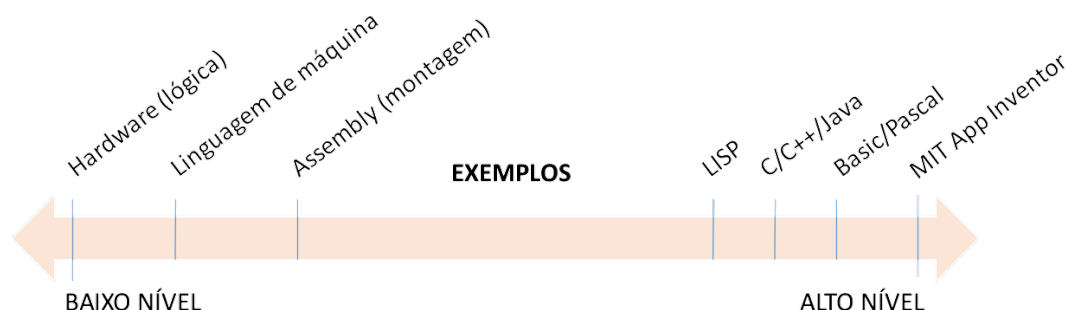 Hardware (lógica)
Linguagem de máquina
Assembly (montagem)
EXEMPLOS
LISP
C/C++/Java
Basic/Pascal
MIT App Inventor
BAIXO NÍVEL
ALTO NÍVEL